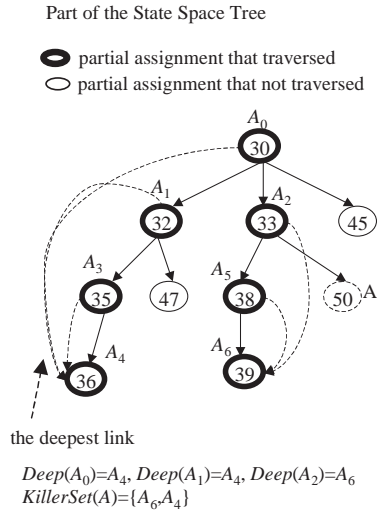 Part of the State Space Tree
partial assignment that traversed
partial assignment that not traversed
A0
30
A1
A2
32
33
45
A3
A5
35
47
38
50
A
A4
A6
36
39
the deepest link
Deep(A0)=A4, Deep(A1)=A4, Deep(A2)=A6
KillerSet(A)={A6,A4}